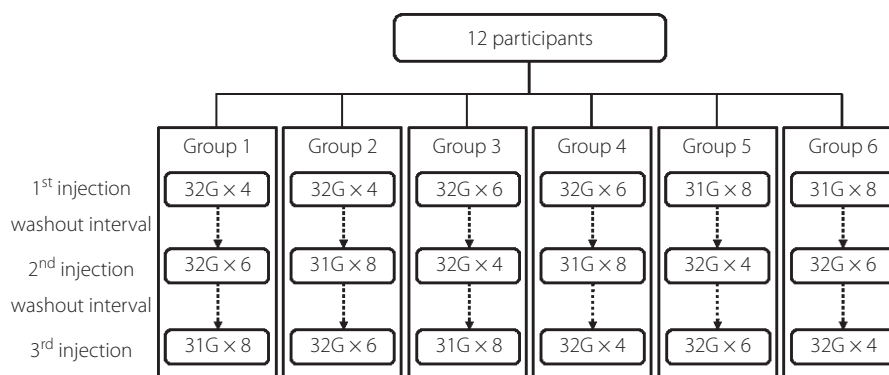 12 participants
Group 1 Group 2 Group 3 Group 4 Group 5 Group 6
1st injection 32G × 4 32G × 4 32G × 6 32G × 6 31G × 8 31G × 8
washout interval
2nd injection 32G × 6 31G × 8 32G × 4 31G × 8 32G × 4 32G × 6
washout interval
3rd injection 31G × 8 32G × 6 31G × 8 32G × 4 32G × 6 32G × 4